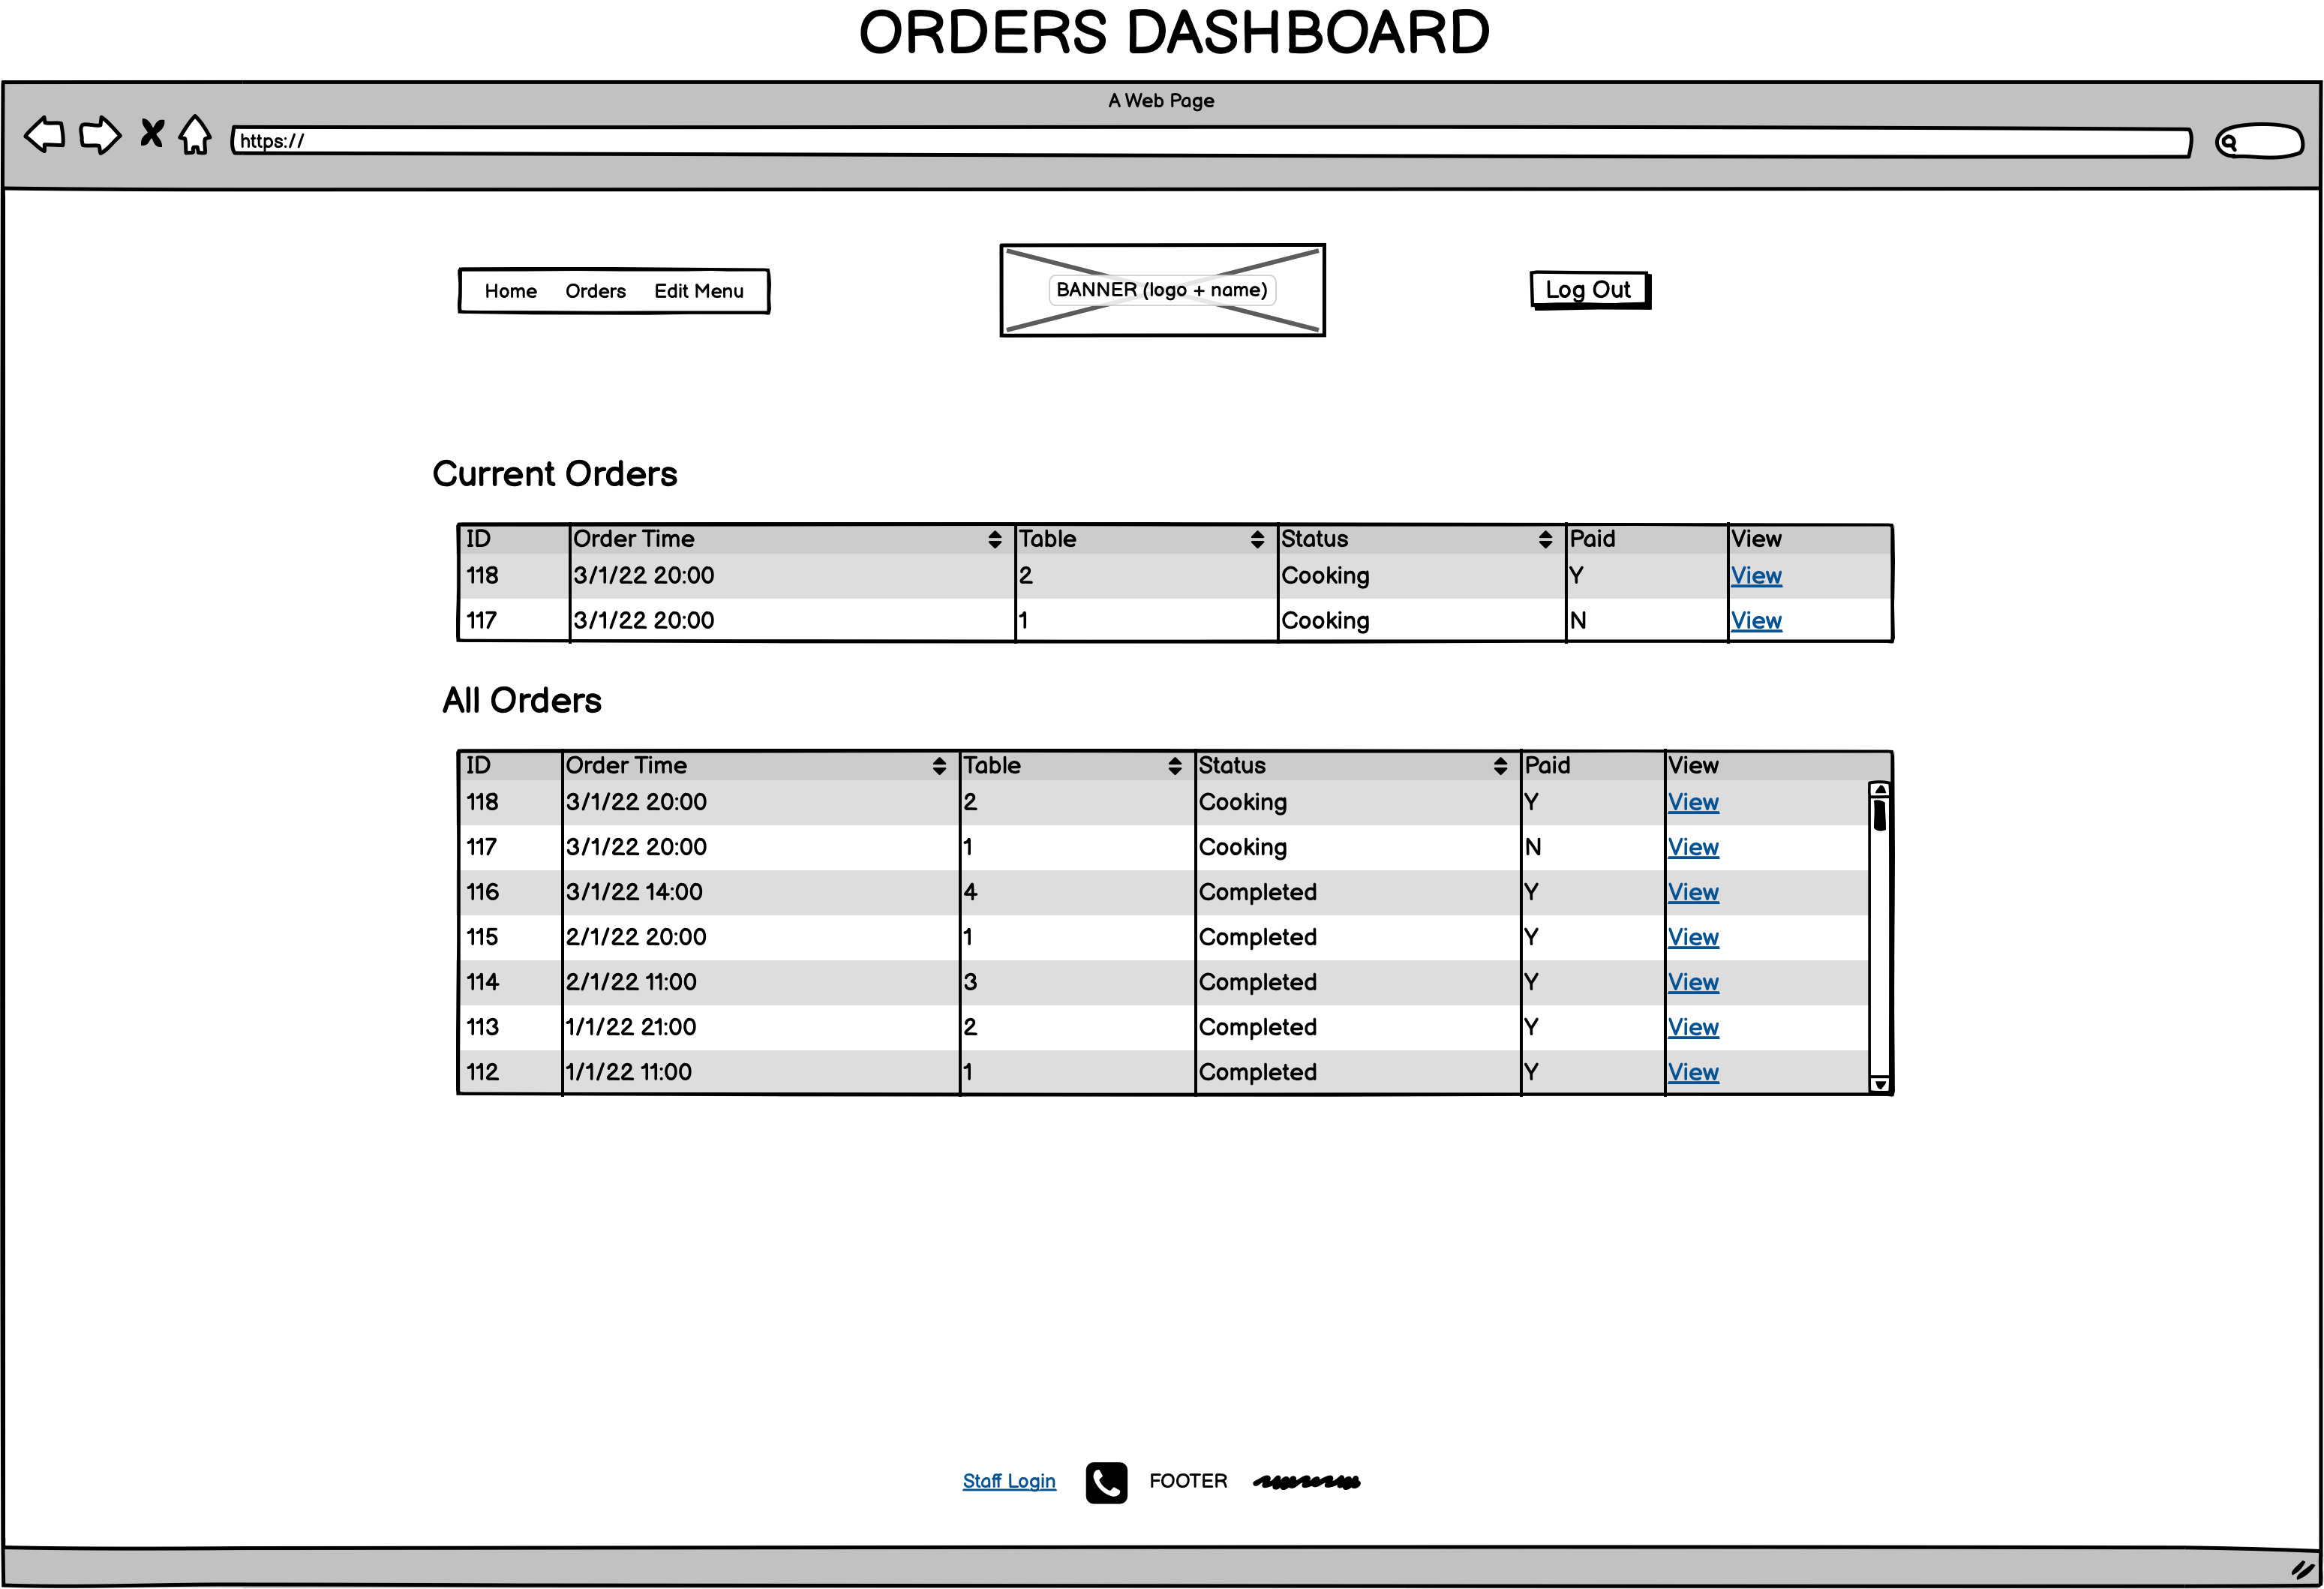 ORDERS DASHBOARD
A Web Page
https://
Home Orders Edit Menu
BANNER (logo + name)
Log Out
Current Orders
ID Order Time Table Status Paid View
118 3/1/22 20:00 2 Cooking Y View
117 3/1/22 20:00 1 Cooking N View
All Orders
ID Order Time Table Status Paid View
118 3/1/22 20:00 2 Cooking Y View
117 3/1/22 20:00 1 Cooking N View
116 3/1/22 14:00 4 Completed Y View
115 2/1/22 20:00 1 Completed Y View
114 2/1/22 11:00 3 Completed Y View
113 1/1/22 21:00 2 Completed Y View
112 1/1/22 11:00 1 Completed Y View
Staff Login FOOTER